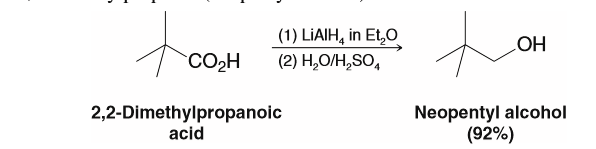 (1) LiAlH₄ in Et₂O
OH
CO₂H
(2) H₂O/H₂SO₄
2,2-Dimethylpropanoic
acid
Neopentyl alcohol
(92%)